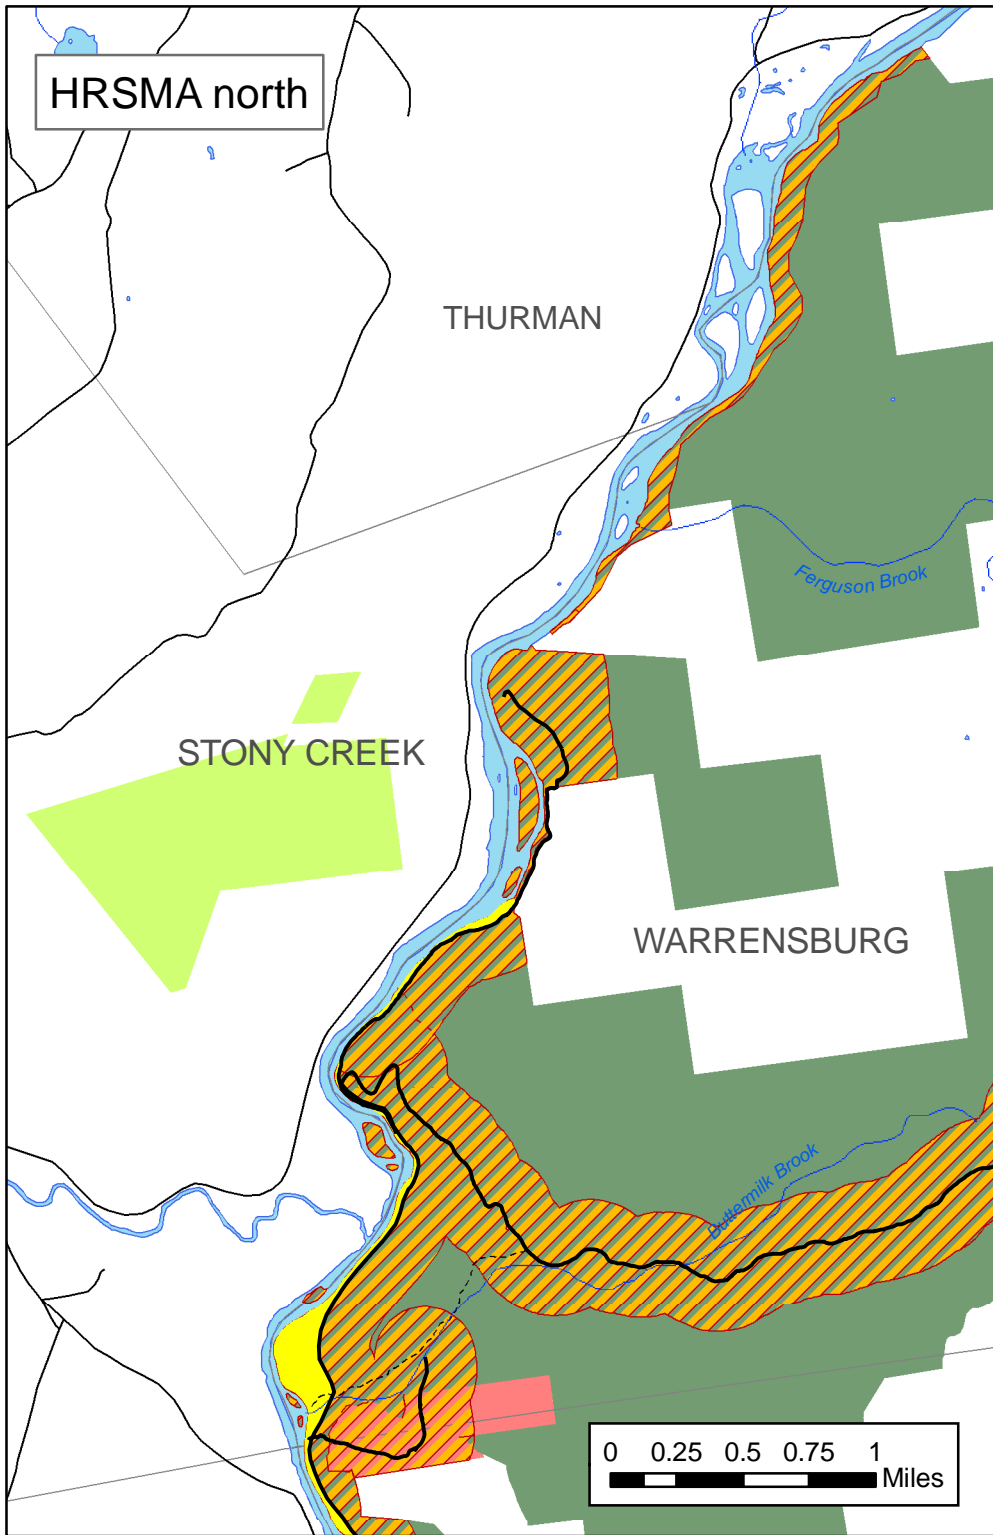 HRSMA north
THURMAN
Ferguson Brook
STONY CREEK
WARRENSBURG
Buttermilk Brook
0 0.25 0.5 0.75 1
Miles